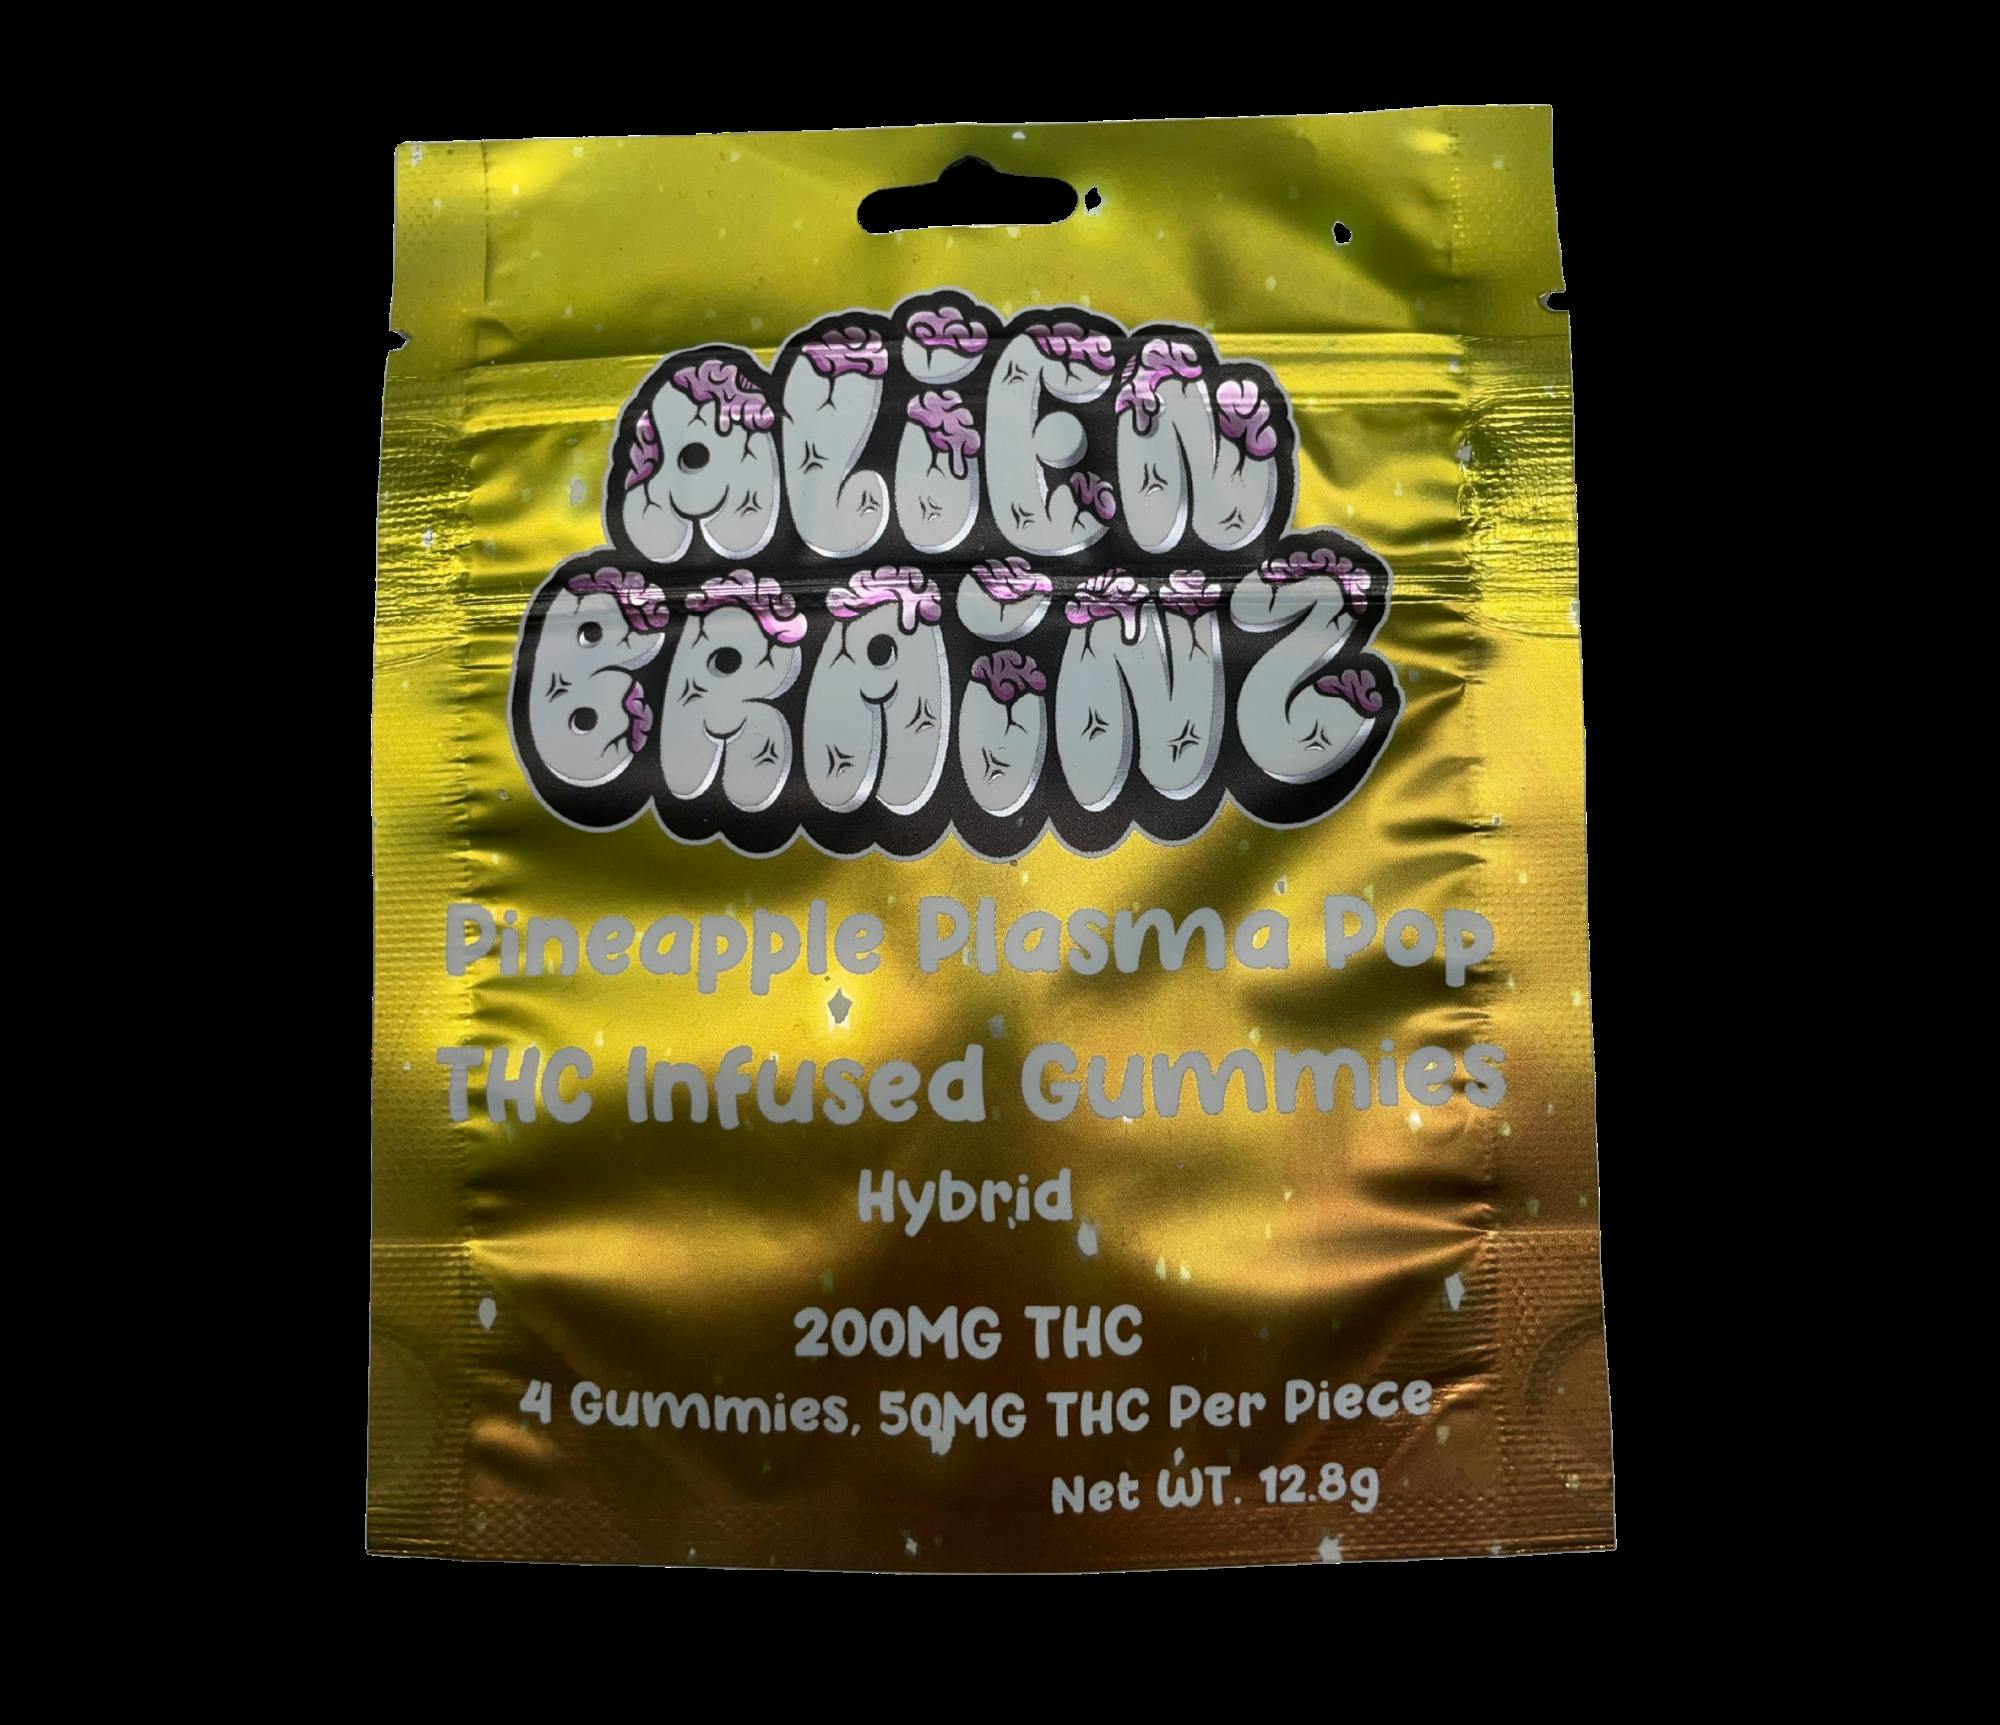 ALiEN
BRAiNZ
Pineapple Plasma Pop
THC Infused Gummies
Hybrid
200MG THC
4 Gummies, 50MG THC Per Piece
Net WT. 12.8g